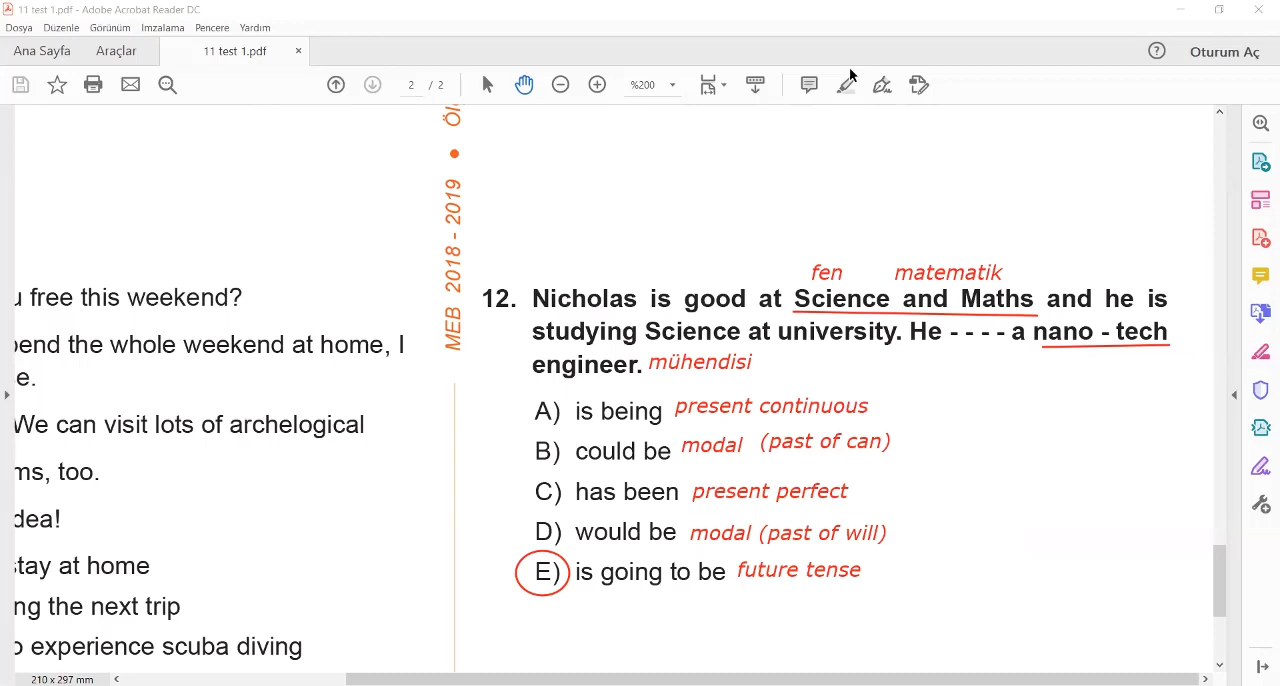 11 test 1.pdf - Adobe Acrobat Reader DC
Dosya Düzenle Görünüm İmzalama Pencere Yardım
Ana Sayfa Araçlar 11 test 1.pdf × Oturum Aç
2 / 2 %200
MEB 2018 - 2019 •
u free this weekend?
end the whole weekend at home, I
e.
We can visit lots of archelogical
ms, too.
dea!
stay at home
ng the next trip
o experience scuba diving
fen matematik
12. Nicholas is good at Science and Maths and he is
studying Science at university. He - - - - a nano - tech
engineer. mühendisi
A) is being present continuous
B) could be modal (past of can)
C) has been present perfect
D) would be modal (past of will)
E) is going to be future tense
210 x 297 mm